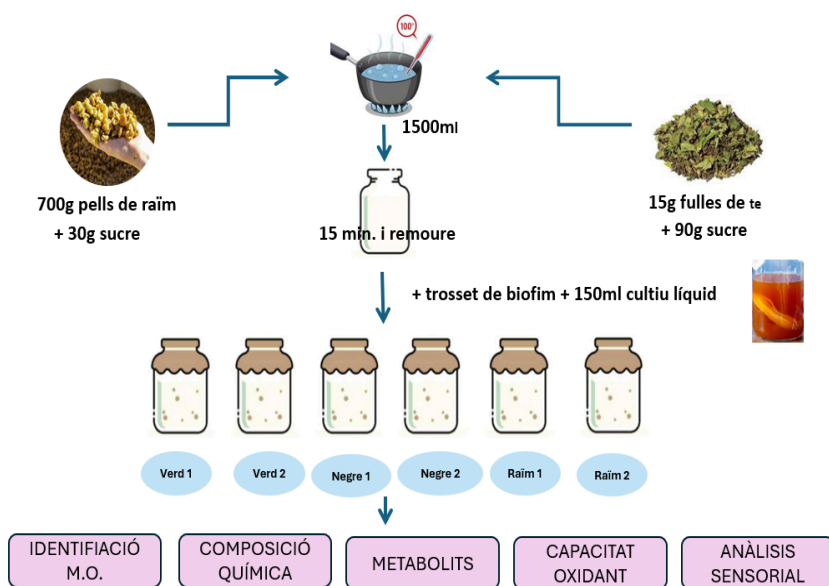 100°
1500ml
700g pells de raïm
+ 30g sucre
15 min. i remoure
15g fulles de te
+ 90g sucre
+ trosset de biofim + 150ml cultiu líquid
Verd 1
Verd 2
Negre 1
Negre 2
Raïm 1
Raïm 2
IDENTIFIACIÓ
M.O.
COMPOSICIÓ
QUÍMICA
METABOLITS
CAPACITAT
OXIDANT
ANÀLISIS
SENSORIAL